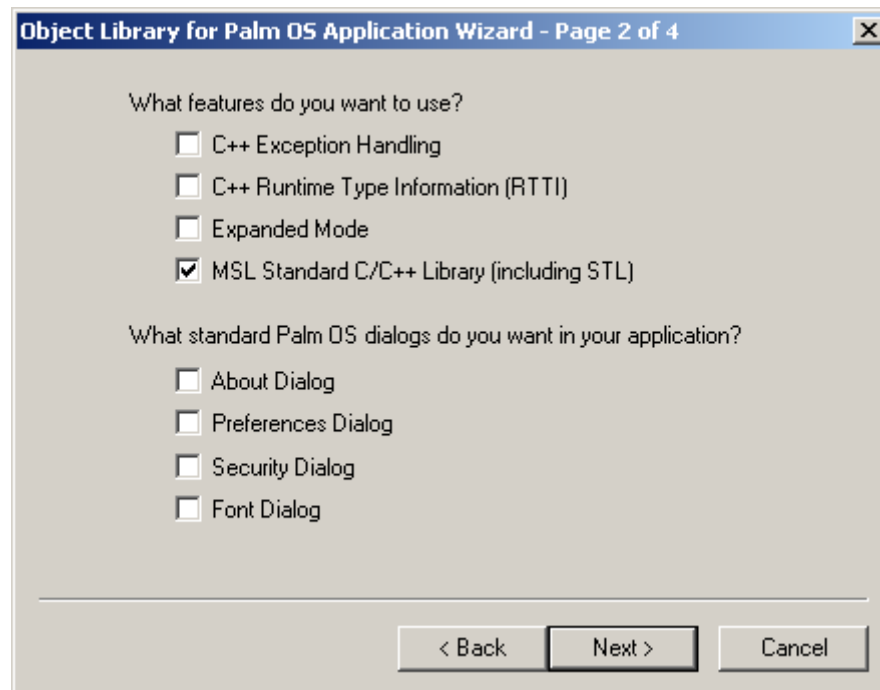 Object Library for Palm OS Application Wizard - Page 2 of 4
What features do you want to use?
C++ Exception Handling
C++ Runtime Type Information (RTTI)
Expanded Mode
MSL Standard C/C++ Library (including STL)
What standard Palm OS dialogs do you want in your application?
About Dialog
Preferences Dialog
Security Dialog
Font Dialog
< Back Next > Cancel